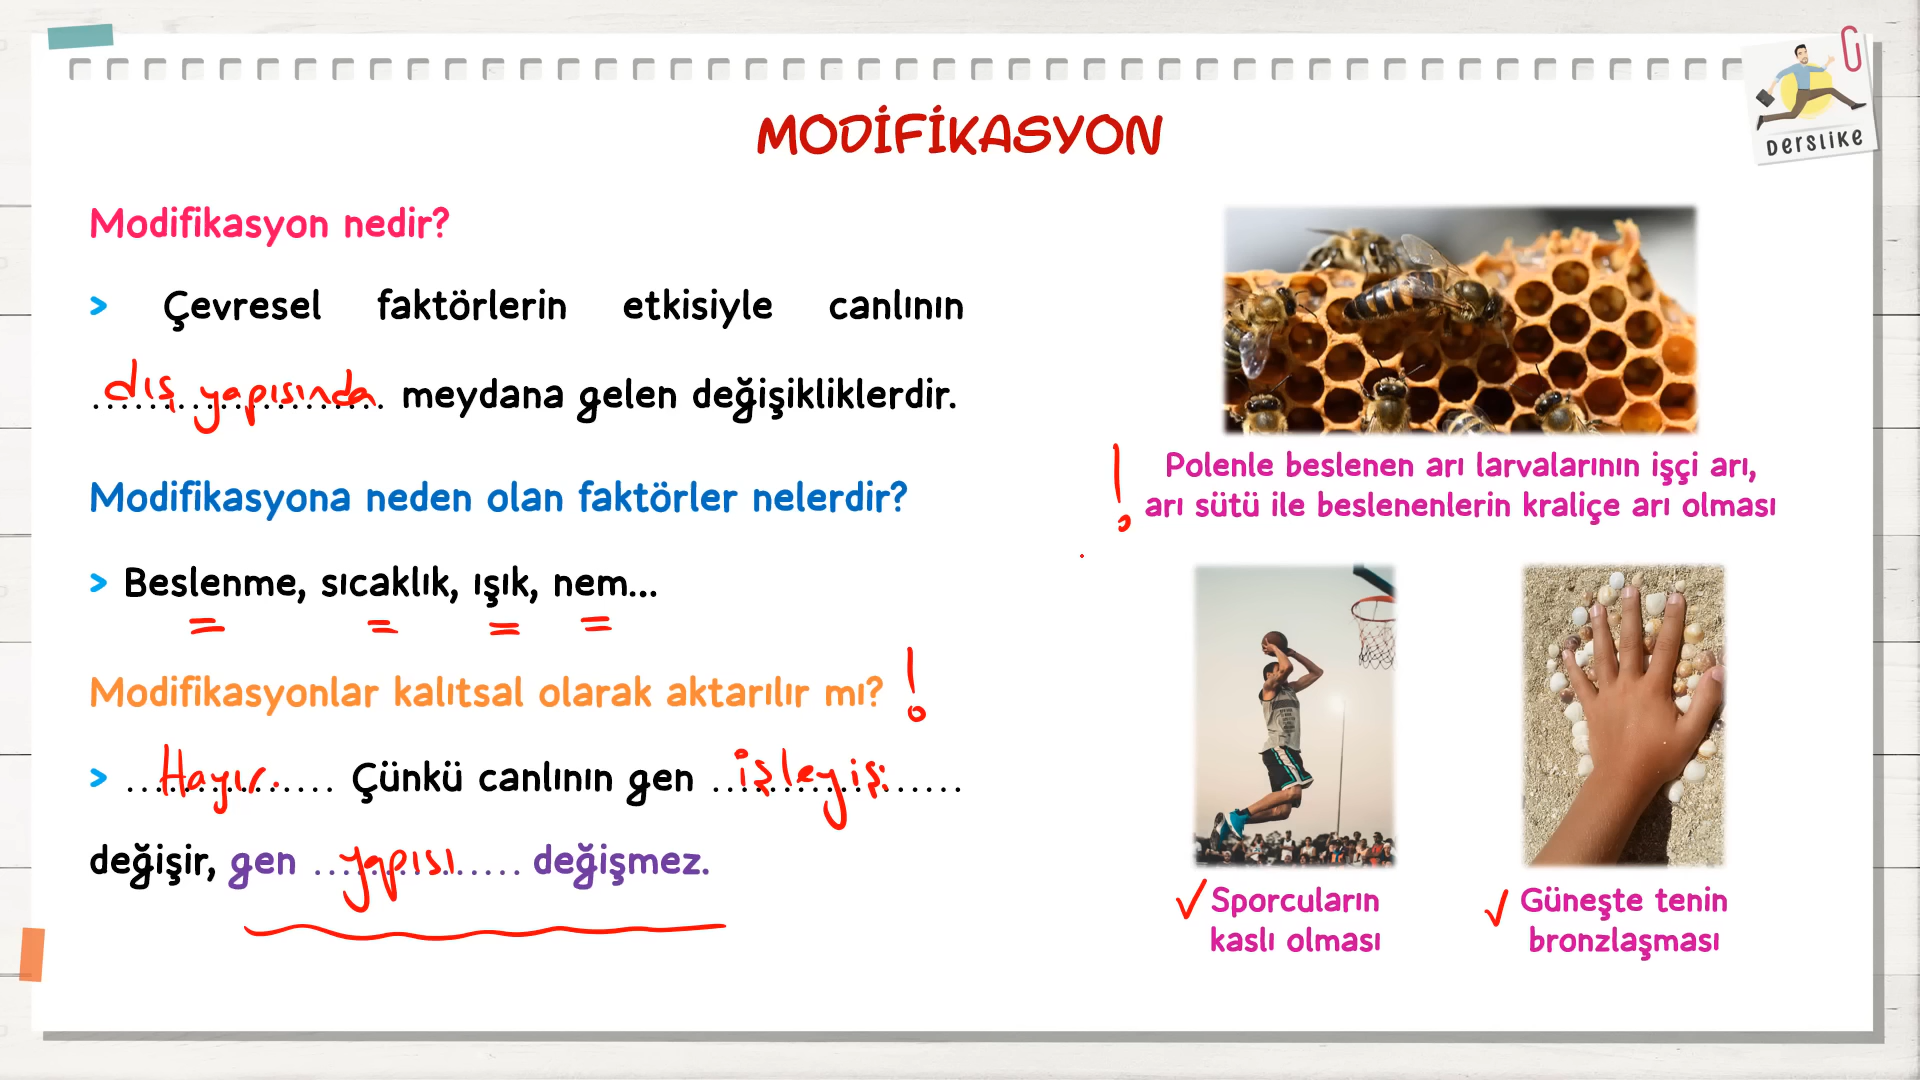 MODİFİKASYON
Derslike
Modifikasyon nedir?
> Çevresel faktörlerin etkisiyle canlının
dış yapısında meydana gelen değişikliklerdir.
Modifikasyona neden olan faktörler nelerdir?
> Beslenme, sıcaklık, ışık, nem...
Modifikasyonlar kalıtsal olarak aktarılır mı? !
> Hayır. Çünkü canlının gen işleyişi
değişir, gen yapısı değişmez.
! Polenle beslenen arı larvalarının işçi arı,
arı sütü ile beslenenlerin kraliçe arı olması
✓ Sporcuların
kaslı olması
✓ Güneşte tenin
bronzlaşması